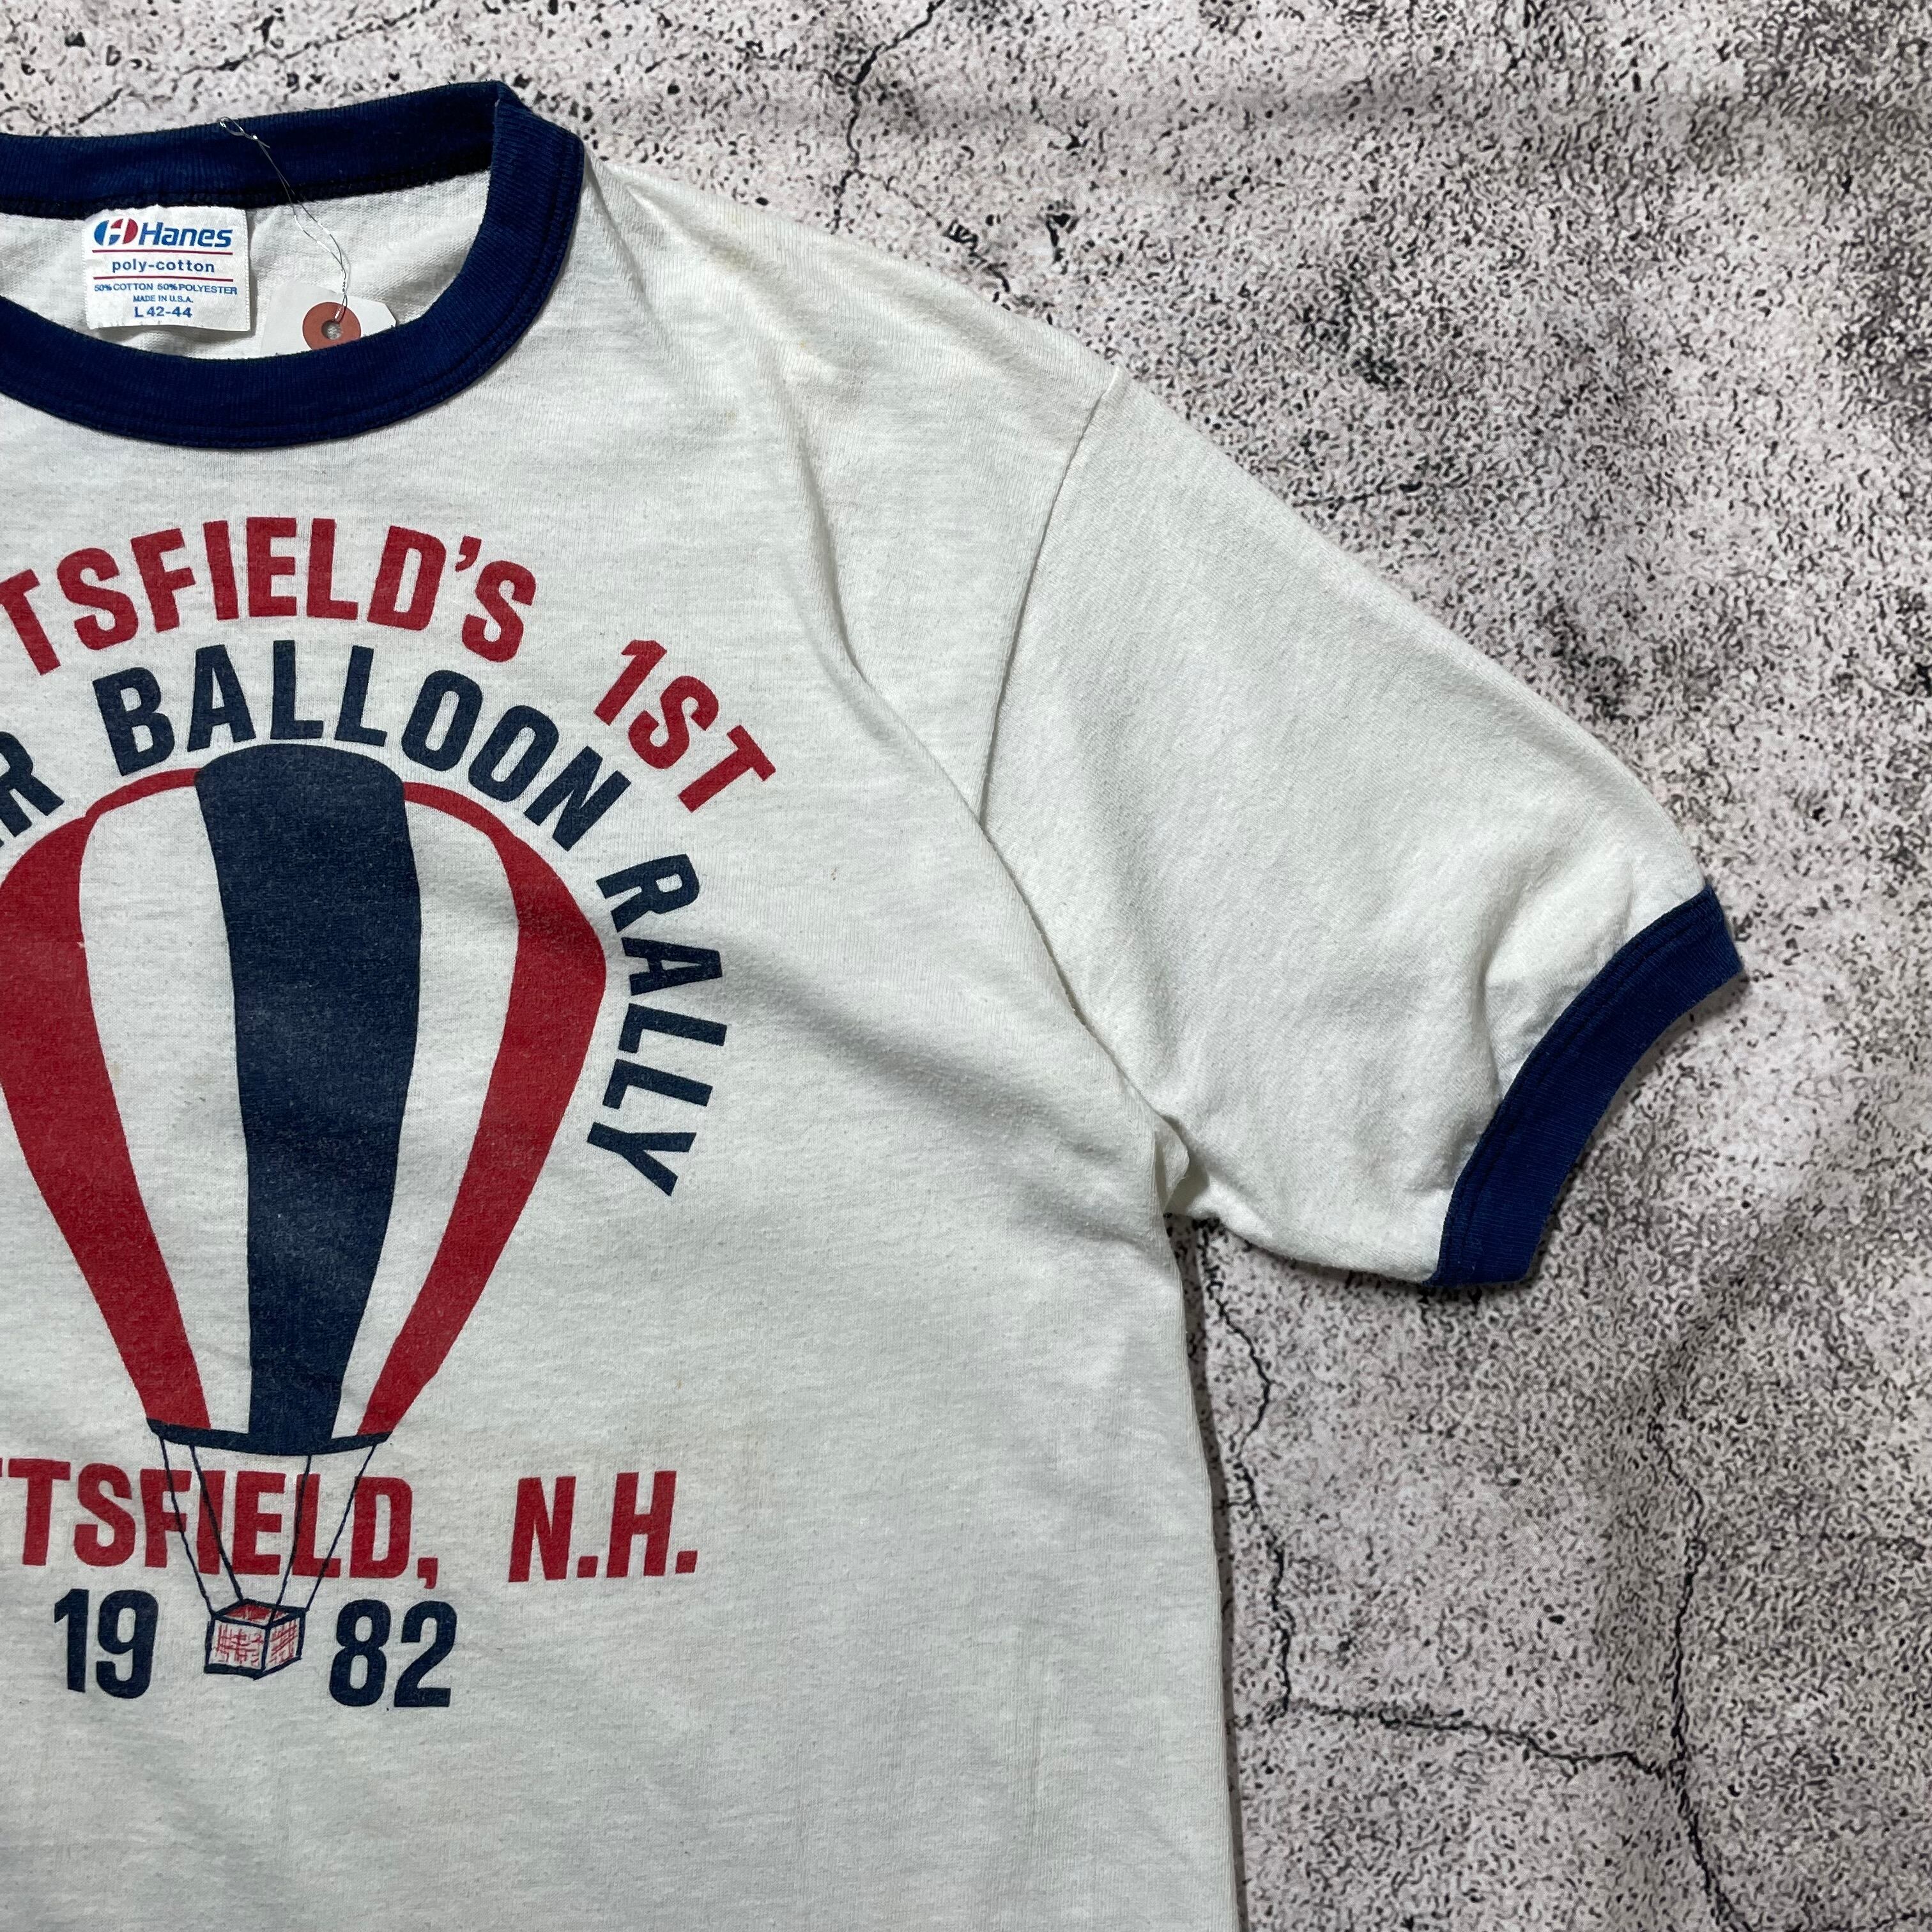 Hanes
poly-cotton
50% COTTON 50% POLYESTER
MADE IN U.S.A.
L 42-44
TSFIELD'S 1ST
R BALLOON RALLY
TSFIELD, N.H.
19 82